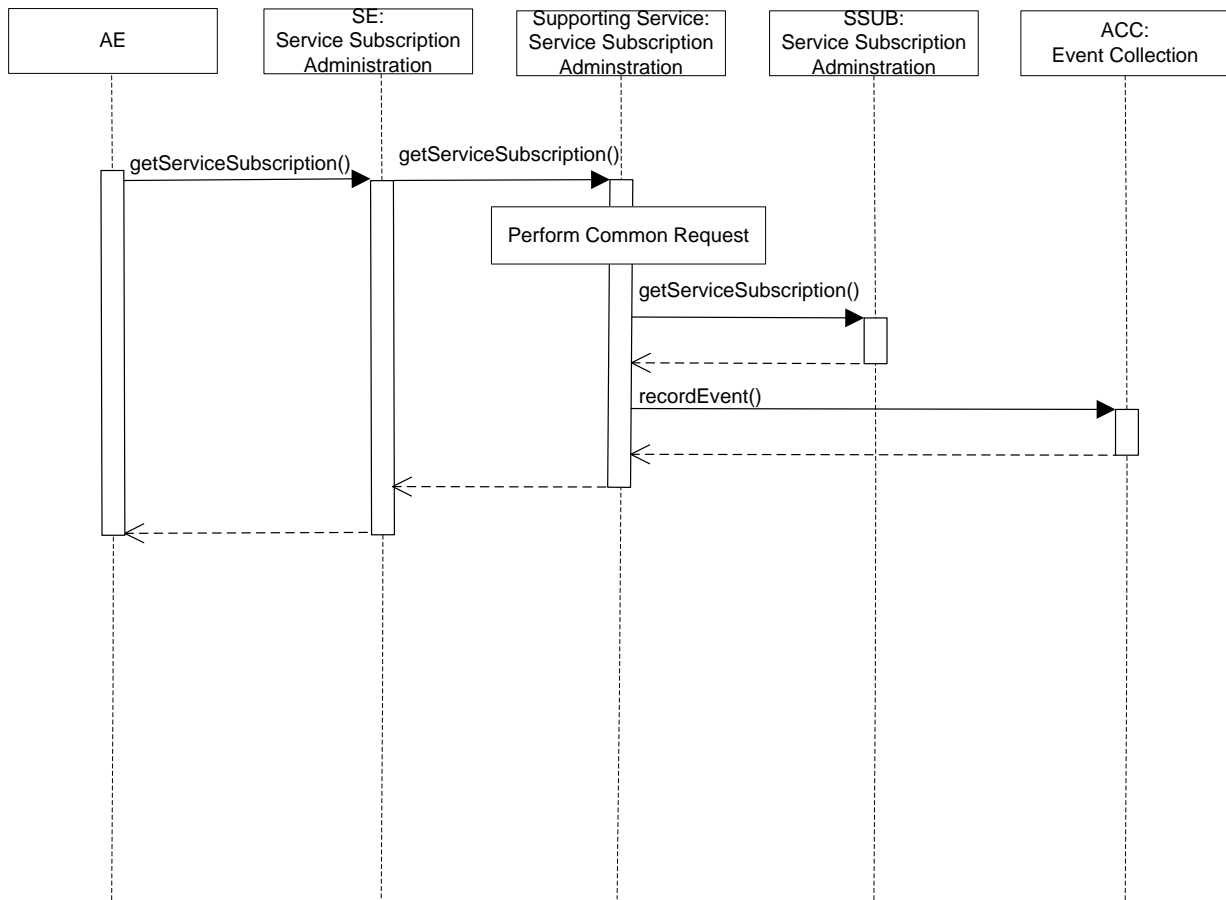 AE
SE:
Service Subscription
Administration
Supporting Service:
Service Subscription
Adminstration
SSUB:
Service Subscription
Adminstration
ACC:
Event Collection
getServiceSubscription()
getServiceSubscription()
Perform Common Request
getServiceSubscription()
recordEvent()